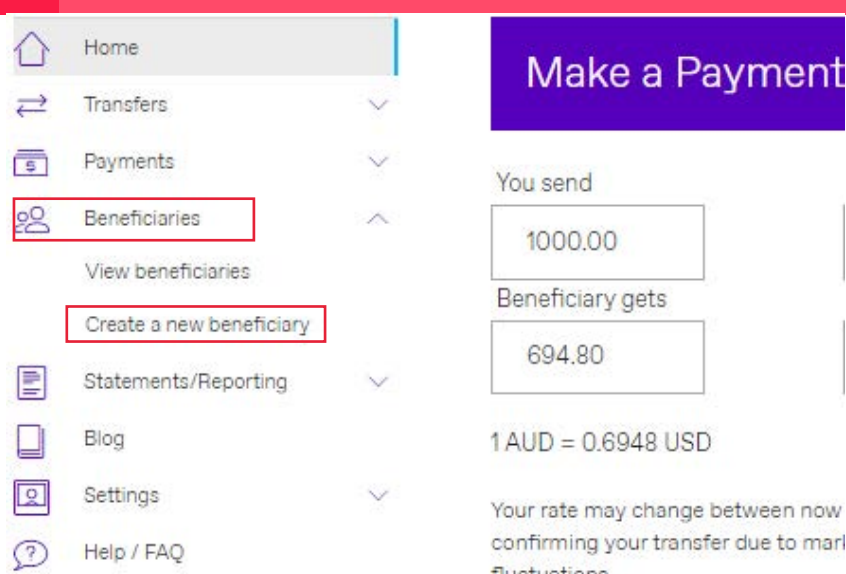 Home
Transfers
Payments
Beneficiaries
View beneficiaries
Create a new beneficiary
Statements/Reporting
Blog
Settings
Help / FAQ
Make a Payment
You send
1000.00
Beneficiary gets
694.80
1 AUD = 0.6948 USD
Your rate may change between now
confirming your transfer due to mark
fluctuations